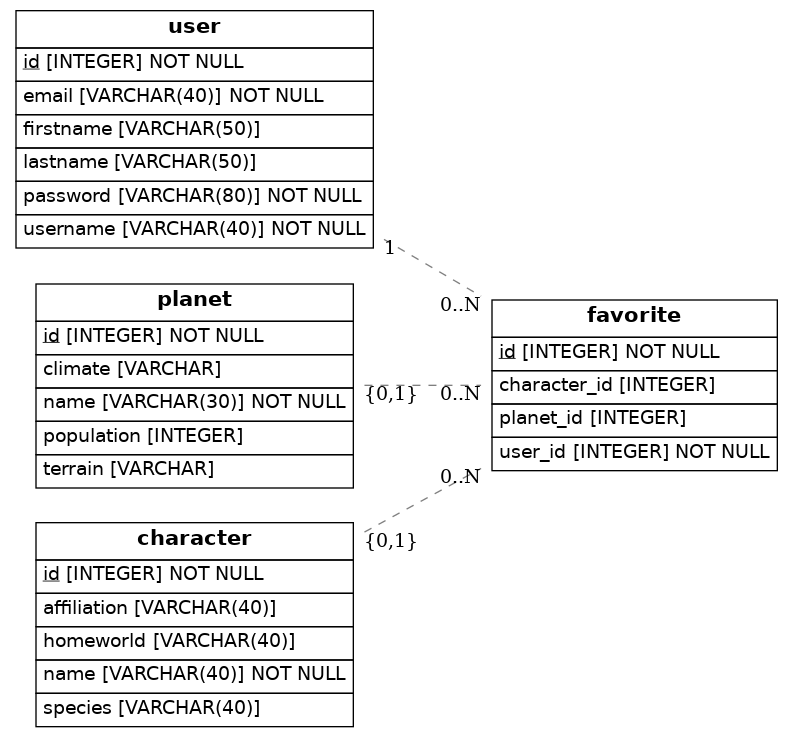 user
id [INTEGER] NOT NULL
email [VARCHAR(40)] NOT NULL
firstname [VARCHAR(50)]
lastname [VARCHAR(50)]
password [VARCHAR(80)] NOT NULL
username [VARCHAR(40)] NOT NULL
1
0..N
planet
id [INTEGER] NOT NULL
climate [VARCHAR]
name [VARCHAR(30)] NOT NULL
population [INTEGER]
terrain [VARCHAR]
{0,1}
0..N
favorite
id [INTEGER] NOT NULL
character_id [INTEGER]
planet_id [INTEGER]
user_id [INTEGER] NOT NULL
0..N
{0,1}
character
id [INTEGER] NOT NULL
affiliation [VARCHAR(40)]
homeworld [VARCHAR(40)]
name [VARCHAR(40)] NOT NULL
species [VARCHAR(40)]